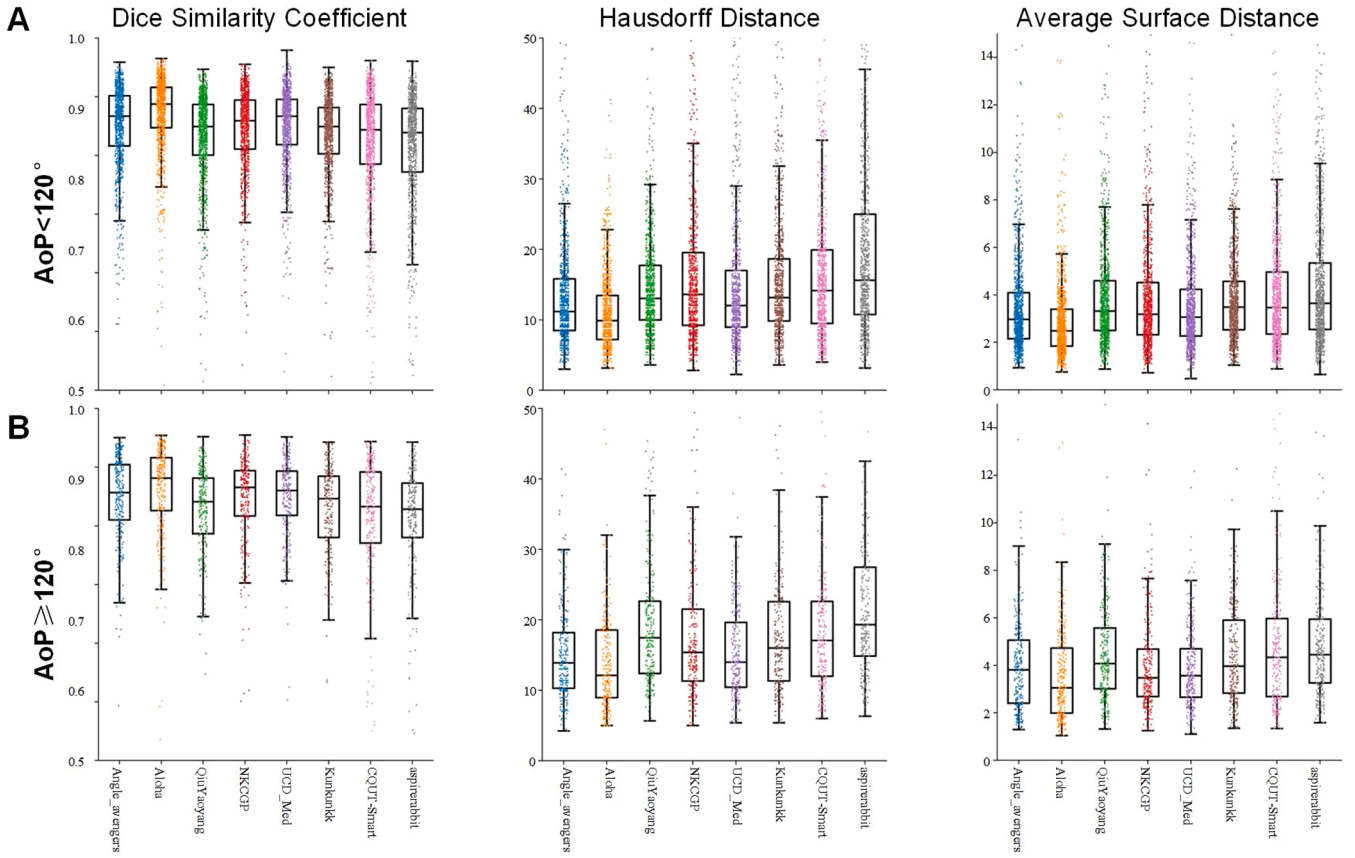 A
Dice Similarity Coefficient
Hausdorff Distance
Average Surface Distance
AoP<120°
1.0
0.9
0.8
0.7
0.6
0.5
50
40
30
20
10
0
14
12
10
8
6
4
2
0
B
AoP≥120°
1.0
0.9
0.8
0.7
0.6
0.5
50
40
30
20
10
0
14
12
10
8
6
4
2
0
Angle_avengers
Aloha
QiuYaoyang
NKCGP
UCD_Med
Kunkunkk
CQUT-Smart
aspirerabbit
Angle_avengers
Aloha
QiuYaoyang
NKCGP
UCD_Med
Kunkunkk
CQUT-Smart
aspirerabbit
Angle_avengers
Aloha
QiuYaoyang
NKCGP
UCD_Med
Kunkunkk
CQUT-Smart
aspirerabbit